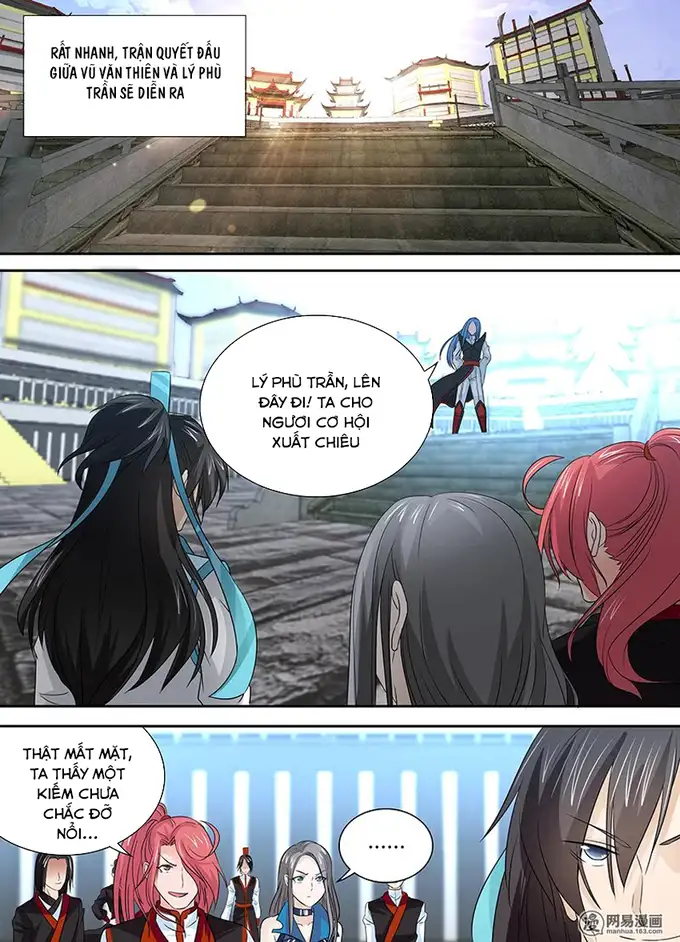 RẤT NHANH, TRẬN QUYẾT ĐẤU
GIỮA VŨ VĂN THIÊN VÀ LÝ PHÙ
TRẦN SẼ DIỄN RA
LÝ PHÙ TRẦN, LÊN
ĐÂY ĐI! TA CHO
NGƯƠI CƠ HỘI
XUẤT CHIÊU
THẬT MẤT MẶT,
TA THẤY MỘT
KIẾM CHƯA
CHẮC ĐỠ
NỔI...
......
网易漫画
manhua.163.com